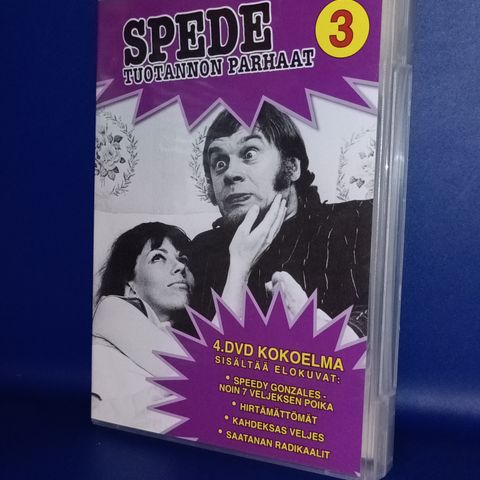 SPEDE
3
TUOTANNON PARHAAT
4.DVD KOKOELMA
SISÄLTÄÄ ELOKUVAT:
• SPEEDY GONZALES -
NOIN 7 VELJEKSEN POIKA
• HIRTÄMÄTTÖMÄT
• KAHDEKSAS VELJES
• SAATANAN RADIKAALIT